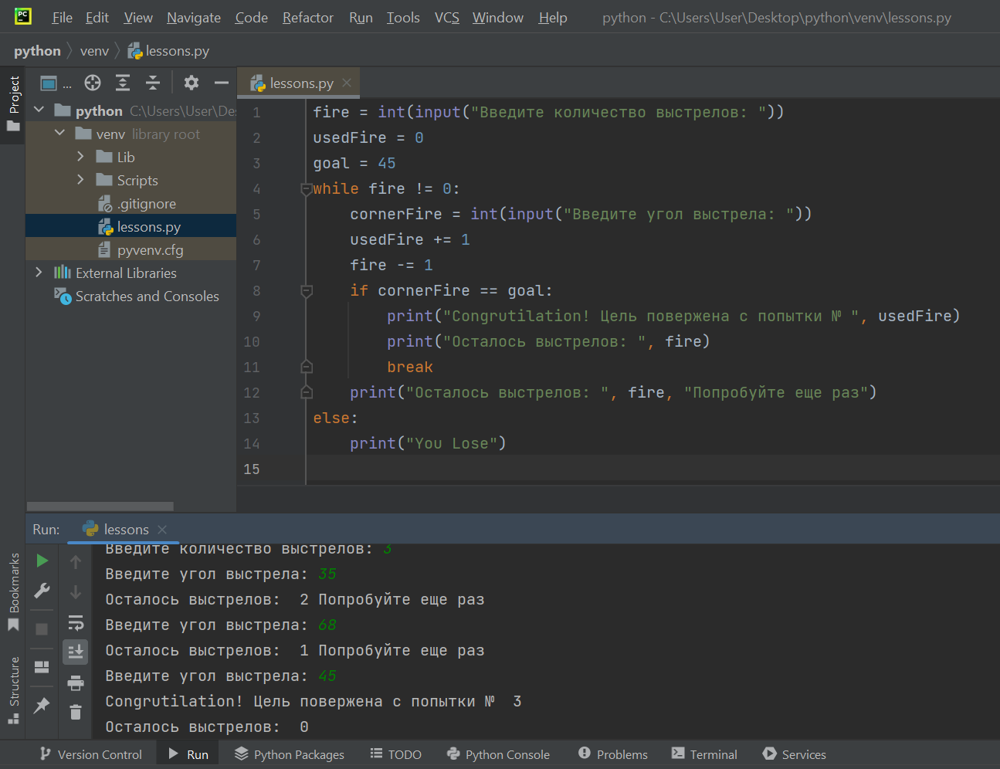 PC File Edit View Navigate Code Refactor Run Tools VCS Window Help python - C:\Users\User\Desktop\python\venv\lessons.py
python venv lessons.py
Project ... lessons.py
python C:\Users\User\De
venv library root
Lib
Scripts
.gitignore
lessons.py
pyvenv.cfg
External Libraries
Scratches and Consoles
1 fire = int(input("Введите количество выстрелов: "))
2 usedFire = 0
3 goal = 45
4 while fire != 0:
5 cornerFire = int(input("Введите угол выстрела: "))
6 usedFire += 1
7 fire -= 1
8 if cornerFire == goal:
9 print("Congrutilation! Цель повержена с попытки № ", usedFire)
10 print("Осталось выстрелов: ", fire)
11 break
12 print("Осталось выстрелов: ", fire, "Попробуйте еще раз")
13 else:
14 print("You Lose")
15
Run: lessons
Введите количество выстрелов: 3
Введите угол выстрела: 35
Осталось выстрелов:  2 Попробуйте еще раз
Введите угол выстрела: 68
Осталось выстрелов:  1 Попробуйте еще раз
Введите угол выстрела: 45
Congrutilation! Цель повержена с попытки №  3
Осталось выстрелов:  0
Bookmarks
Structure
Version Control Run Python Packages TODO Python Console Problems Terminal Services